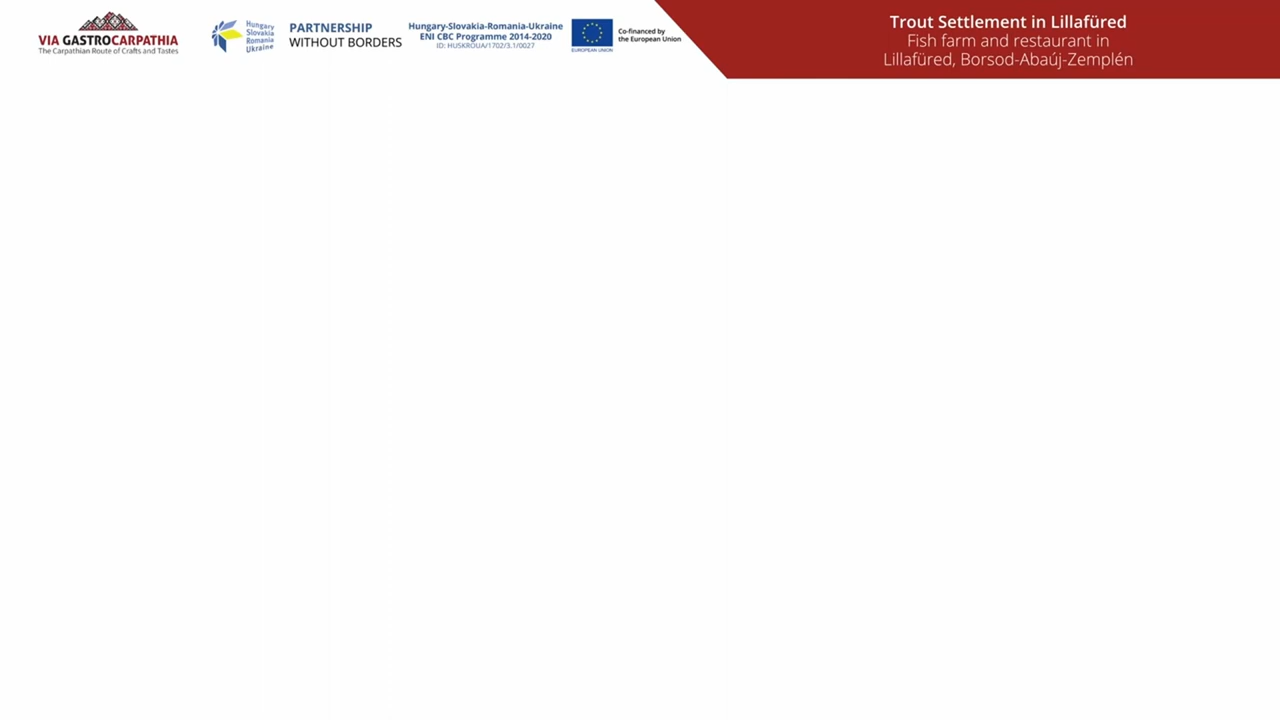 VIA GASTROCARPATHIA
The Carpathian Route of Crafts and Tastes
Hungary
Slovakia
Romania
Ukraine
PARTNERSHIP
WITHOUT BORDERS
Hungary-Slovakia-Romania-Ukraine
ENI CBC Programme 2014-2020
ID: HUSKROUA/1702/3.1/0027
EUROPEAN UNION
Co-financed by
the European Union
Trout Settlement in Lillafüred
Fish farm and restaurant in
Lillafüred, Borsod-Abaúj-Zemplén